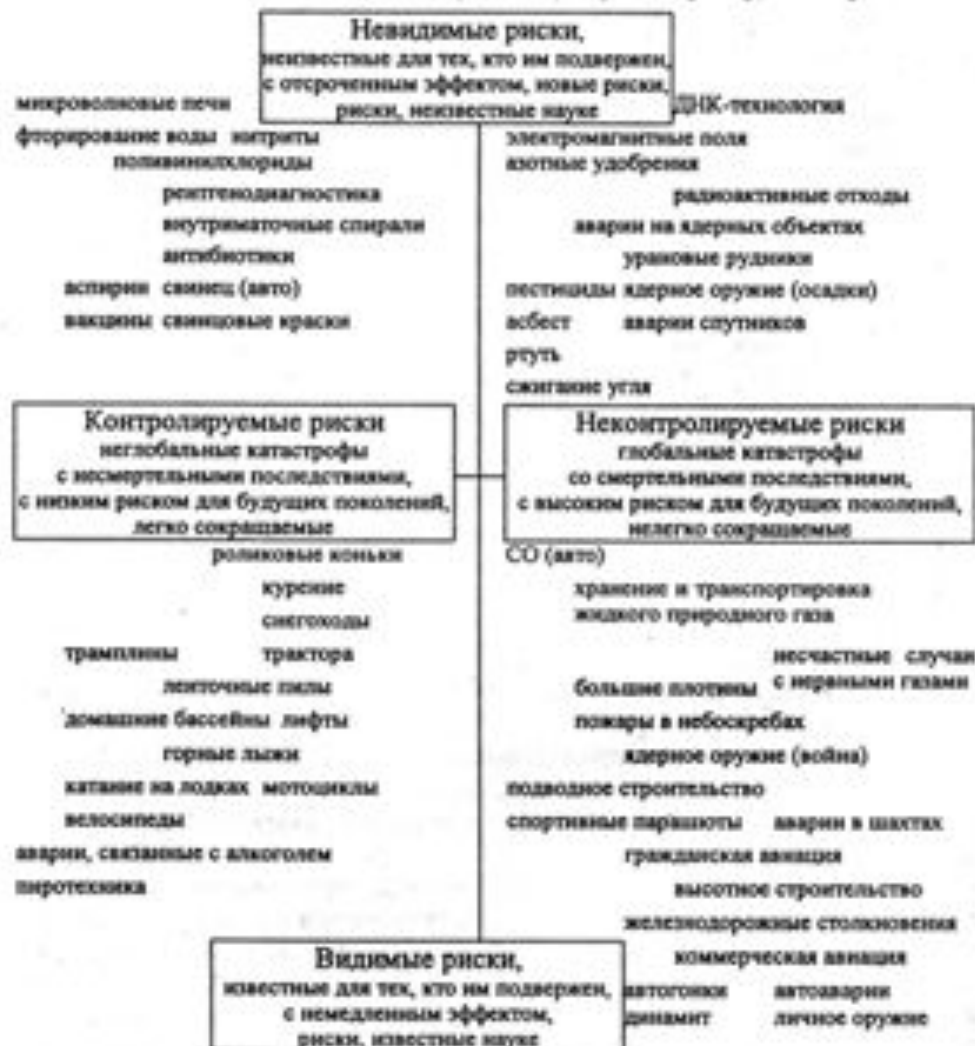 Невидимые риски,
неизвестные для тех, кто им подвержен,
с отсроченным эффектом, новые риски,
риски, неизвестные науке
микроволновые печи
фторирование воды нитриты
поливинилхлориды
рентгенодиагностика
внутриматочные спирали
антибиотики
аспирин свинец (авто)
вакцины свинцовые краски
ДНК-технология
электромагнитные поля
азотные удобрения
радиоактивные отходы
аварии на ядерных объектах
урановые рудники
пестициды ядерное оружие (осадки)
асбест аварии спутников
ртуть
сжигание угля
Контролируемые риски
неглобальные катастрофы
с несмертельными последствиями,
с низким риском для будущих поколений,
легко сокращаемые
Неконтролируемые риски
глобальные катастрофы
со смертельными последствиями,
с высоким риском для будущих поколений,
нелегко сокращаемые
роликовые коньки
курение
снегоходы
трамплины трактора
ленточные пилы
домашние бассейны лифты
горные лыжи
катание на лодках мотоциклы
велосипеды
аварии, связанные с алкоголем
пиротехника
СО (авто)
хранение и транспортировка
жидкого природного газа
несчастные случаи
большие плотины с нервными газами
пожары в небоскребах
ядерное оружие (война)
подводное строительство
спортивные парашюты аварии в шахтах
гражданская авиация
высотное строительство
железнодорожные столкновения
коммерческая авиация
автогонки автоаварии
динамит личное оружие
Видимые риски,
известные для тех, кто им подвержен,
с немедленным эффектом,
риски, известные науке